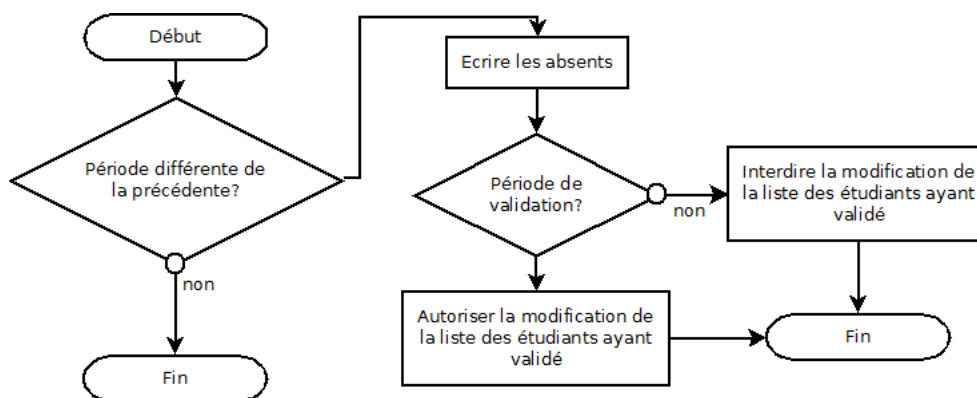 Début
Période différente de
la précédente?
non
Fin
Ecrire les absents
Période de
validation?
non
Interdire la modification de
la liste des étudiants ayant
validé
Autoriser la modification de
la liste des étudiants ayant
validé
Fin